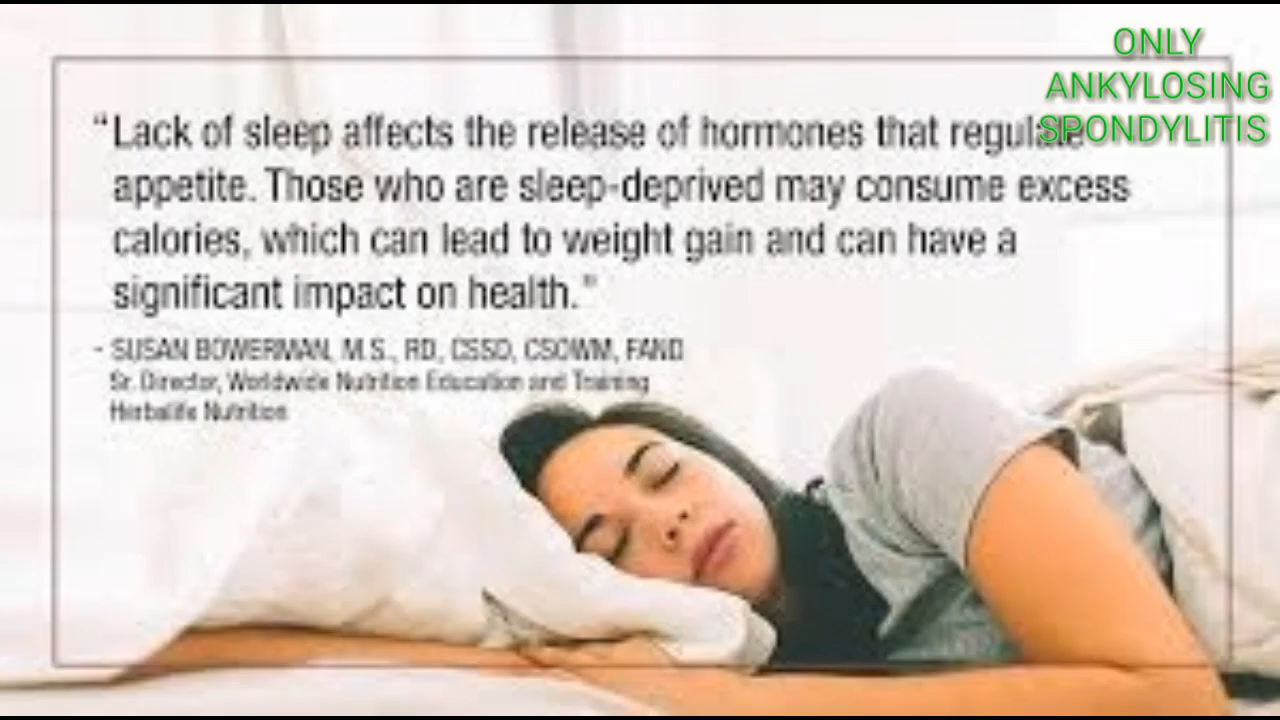 ONLY
ANKYLOSING
SPONDYLITIS
“Lack of sleep affects the release of hormones that regulate
appetite. Those who are sleep-deprived may consume excess
calories, which can lead to weight gain and can have a
significant impact on health.”
- SUSAN BOWERMAN, M.S., RD, CSSD, CSOWM, FAND
Sr. Director, Worldwide Nutrition Education and Training
Herbalife Nutrition